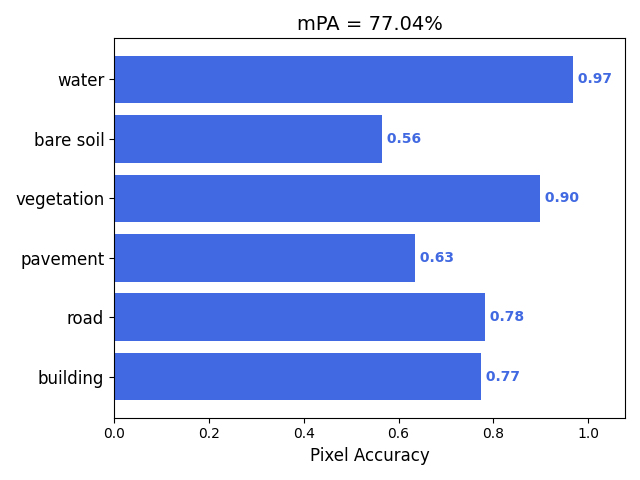 mPA = 77.04%
water 0.97
bare soil 0.56
vegetation 0.90
pavement 0.63
road 0.78
building 0.77
0.0 0.2 0.4 0.6 0.8 1.0
Pixel Accuracy